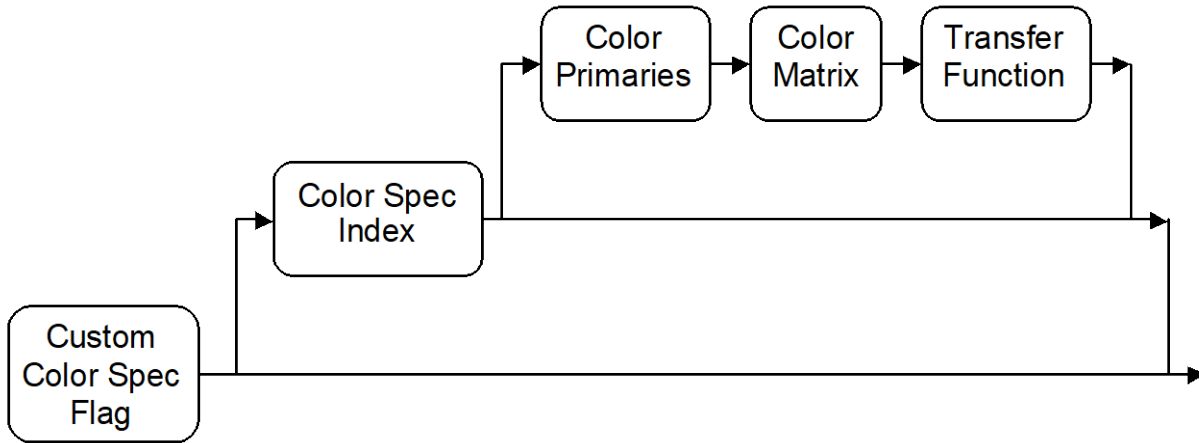 Color
Primaries
Color
Matrix
Transfer
Function
Color Spec
Index
Custom
Color Spec
Flag